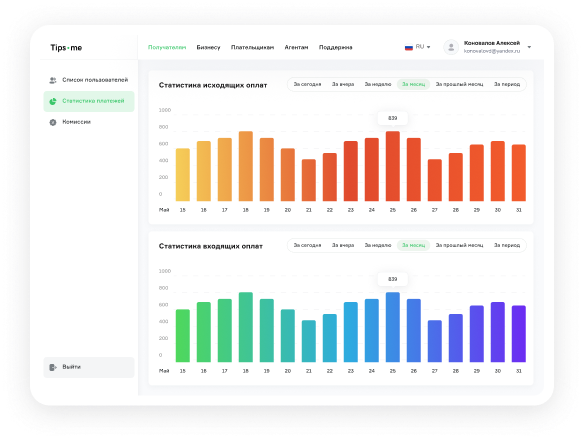 Tips-me
Получателям Бизнесу Плательщикам Агентам Поддержка
RU
Коновалов Алексей
konovalovd@yandex.ru
Список пользователей
Статистика платежей
Комиссии
Выйти
Статистика исходящих оплат
За сегодня За вчера За неделю За месяц За прошлый месяц За период
839
1000
800
600
400
200
0
Май 15 16 17 18 19 20 21 22 23 24 25 26 27 28 29 30 31
Статистика входящих оплат
За сегодня За вчера За неделю За месяц За прошлый месяц За период
839
1000
800
600
400
200
0
Май 15 16 17 18 19 20 21 22 23 24 25 26 27 28 29 30 31